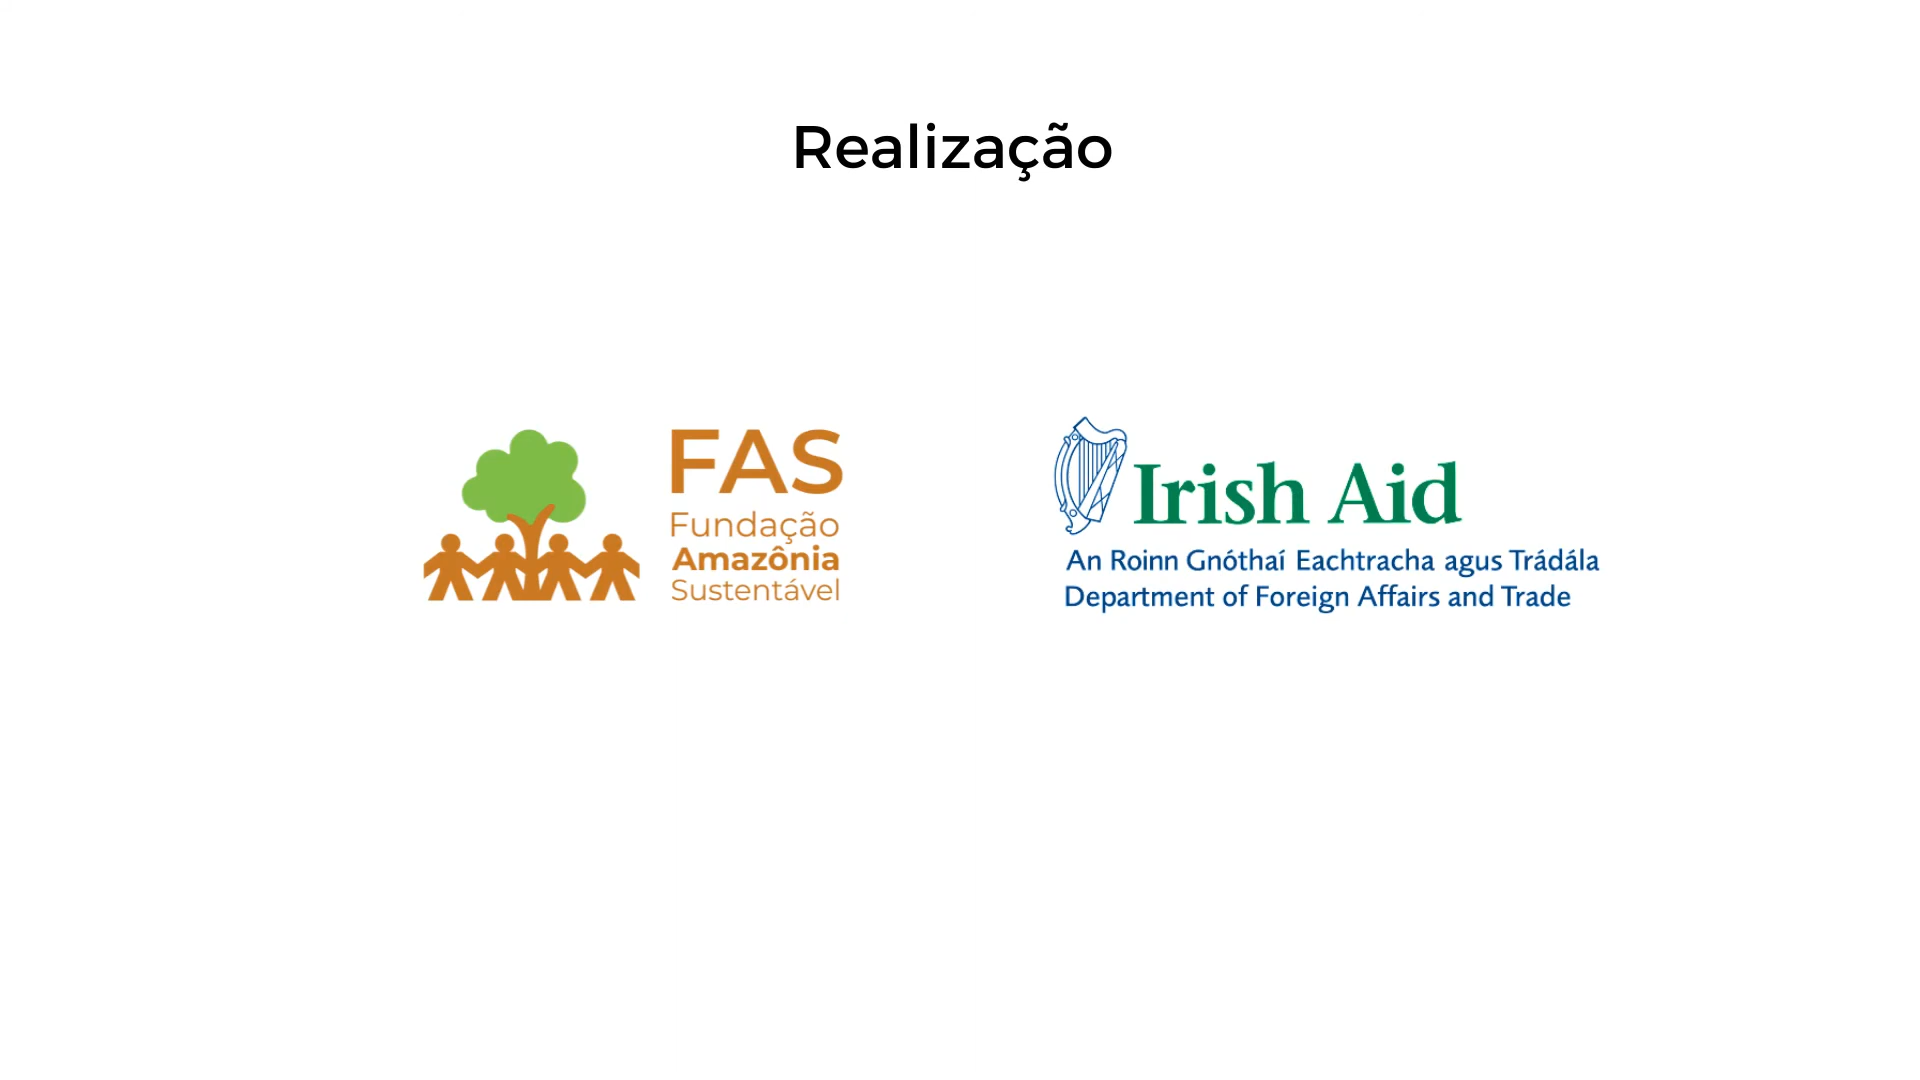 Realização
FAS
Fundação
Amazônia
Sustentável
Irish Aid
An Roinn Gnóthaí Eachtracha agus Trádála
Department of Foreign Affairs and Trade